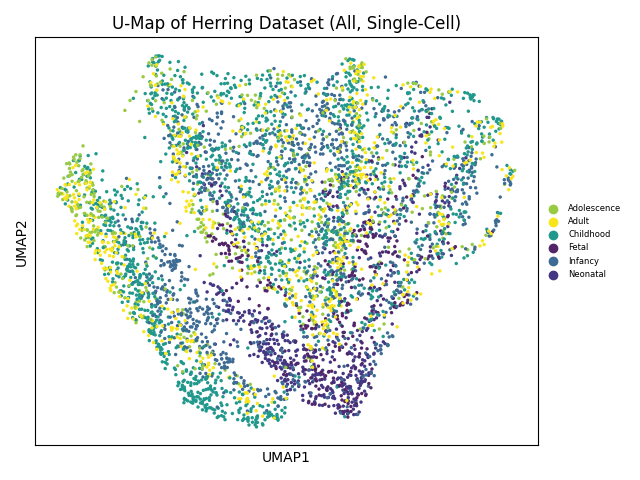 U-Map of Herring Dataset (All, Single-Cell)
UMAP2
Adolescence
Adult
Childhood
Fetal
Infancy
Neonatal
UMAP1